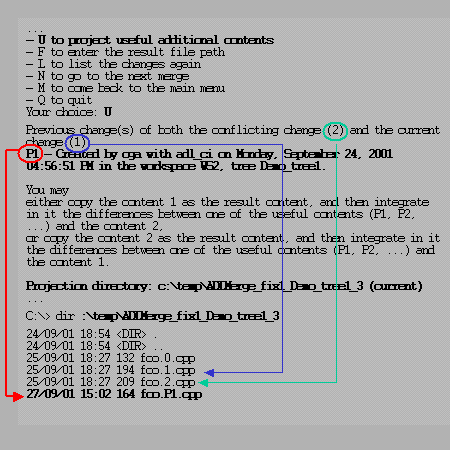 ...
- U to project useful additional contents
- F to enter the result file path
- L to list the changes again
- N to go to the next merge
- M to come back to the main menu
- Q to quit
Your choice: U
Previous change(s) of both the conflicting change (2) and the current
change (1)
P1 - Created by oga with adl_ci on Monday, September 24, 2001
04:56:51 PM in the workspace WS2, tree Demo_tree1.
You may
either copy the content 1 as the result content, and then integrate
in it the differences between one of the useful contents (P1, P2,
...) and the content 2,
or copy the content 2 as the result content, and then integrate in it
the differences between one of the useful contents (P1, P2, ...) and
the content 1.
Projection directory: c:\temp\ADLMerge_fix1_Demo_tree1_3 (current)
...
C:\> dir :\temp\ADLMerge_fix1_Demo_tree1_3
24/09/01 18:54 <DIR> .
24/09/01 18:54 <DIR> ..
25/09/01 18:27 132 foo.0.cpp
25/09/01 18:27 194 foo.1.cpp
25/09/01 18:27 209 foo.2.cpp
27/09/01 15:02 164 foo.P1.cpp